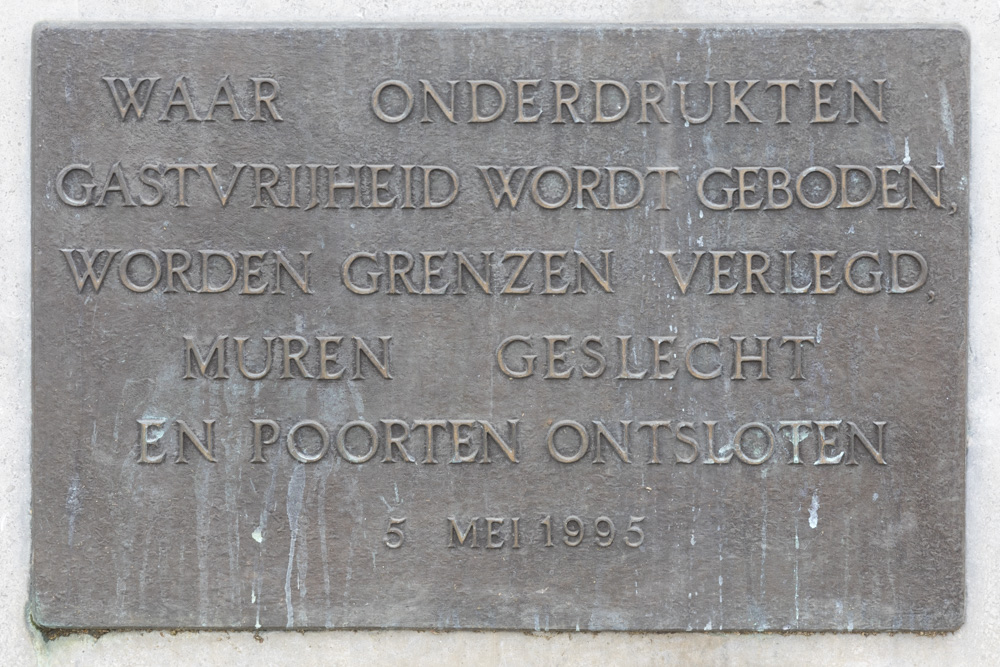 WAAR ONDERDRUKTEN
GASTVRIJHEID WORDT GEBODEN,
WORDEN GRENZEN VERLEGD,
MUREN GESLECHT
EN POORTEN ONTSLOTEN
5 MEI 1995